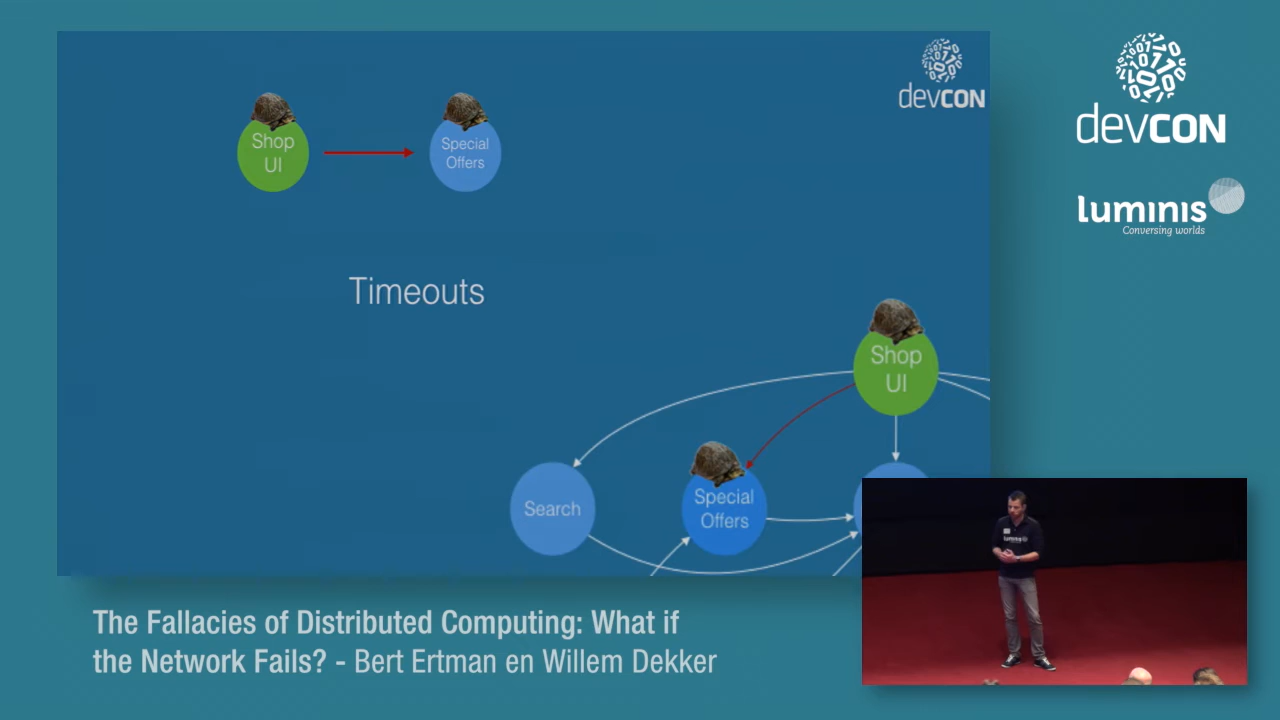 devCON
Shop
UI
Special
Offers
Timeouts
Shop
UI
Search
Special
Offers
devCON
luminis
Conversing worlds
luminis
The Fallacies of Distributed Computing: What if
the Network Fails? - Bert Ertman en Willem Dekker